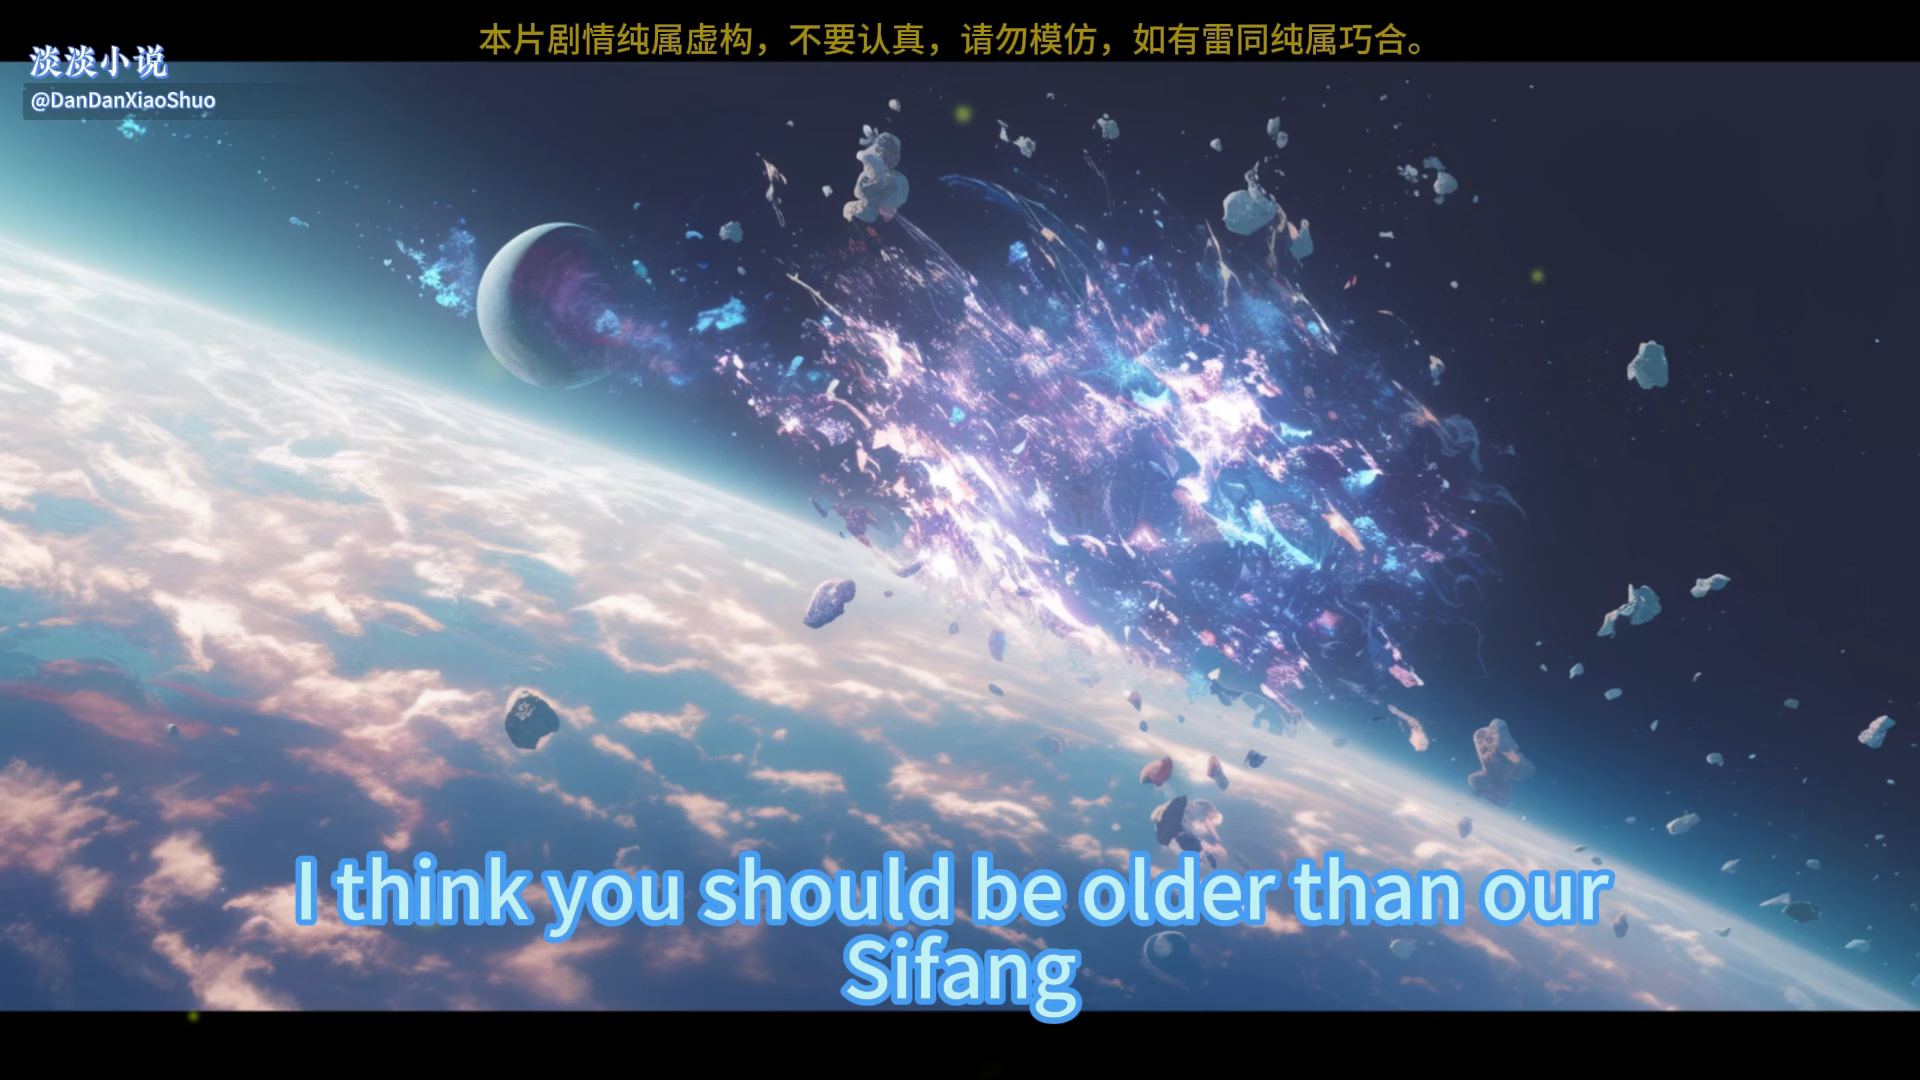 本片剧情纯属虚构，不要认真，请勿模仿，如有雷同纯属巧合。
淡淡小说
@DanDanXiaoShuo
I think you should be older than our
Sifang